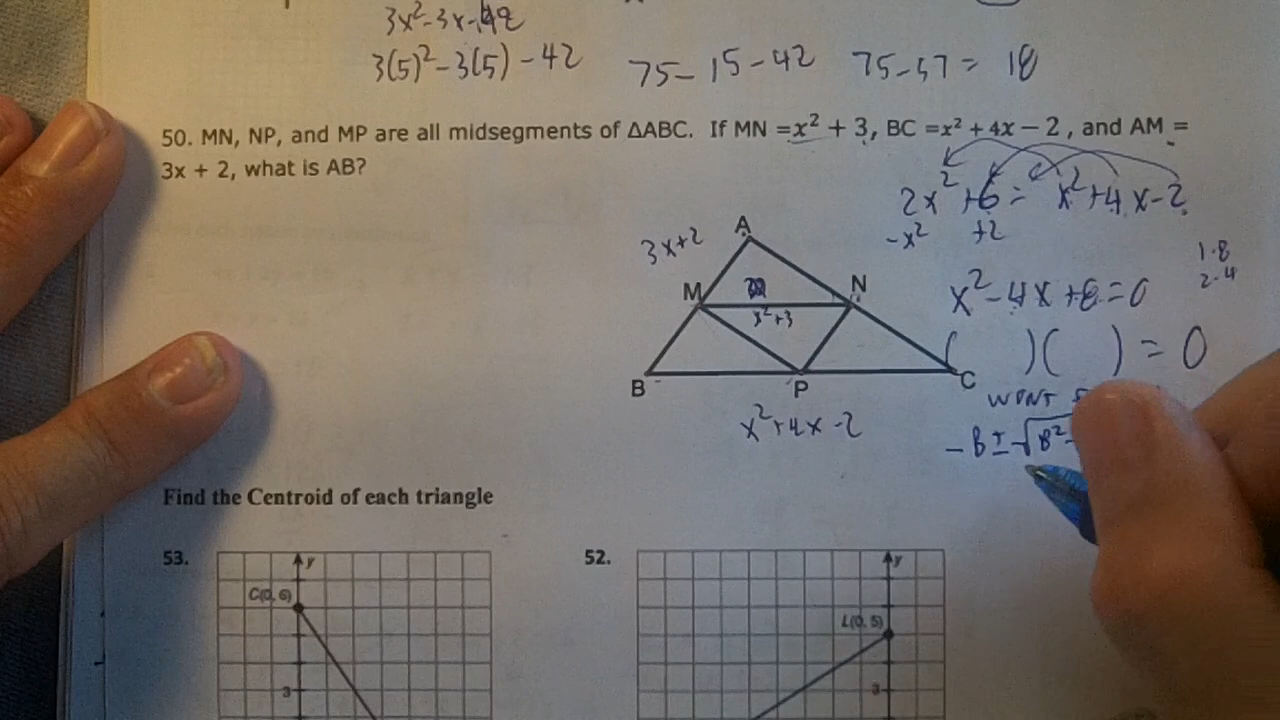 3x²-3x-42
3(5)²-3(5)-42 75-15-42 75-57= 18
50. MN, NP, and MP are all midsegments of ΔABC. If MN =x² + 3, BC =x² + 4x – 2 , and AM =
3x + 2, what is AB?
2x²+6= x²+4x-2
-x² +2
1·8
2·4
x²-4x+8=0
( )( ) = 0
WONT
-B±√B²-
3x+2
A
M
N
x²+3
B
P
C
x²+4x-2
Find the Centroid of each triangle
53.
y
C(0, 6)
3
52.
y
L(0, 5)
3